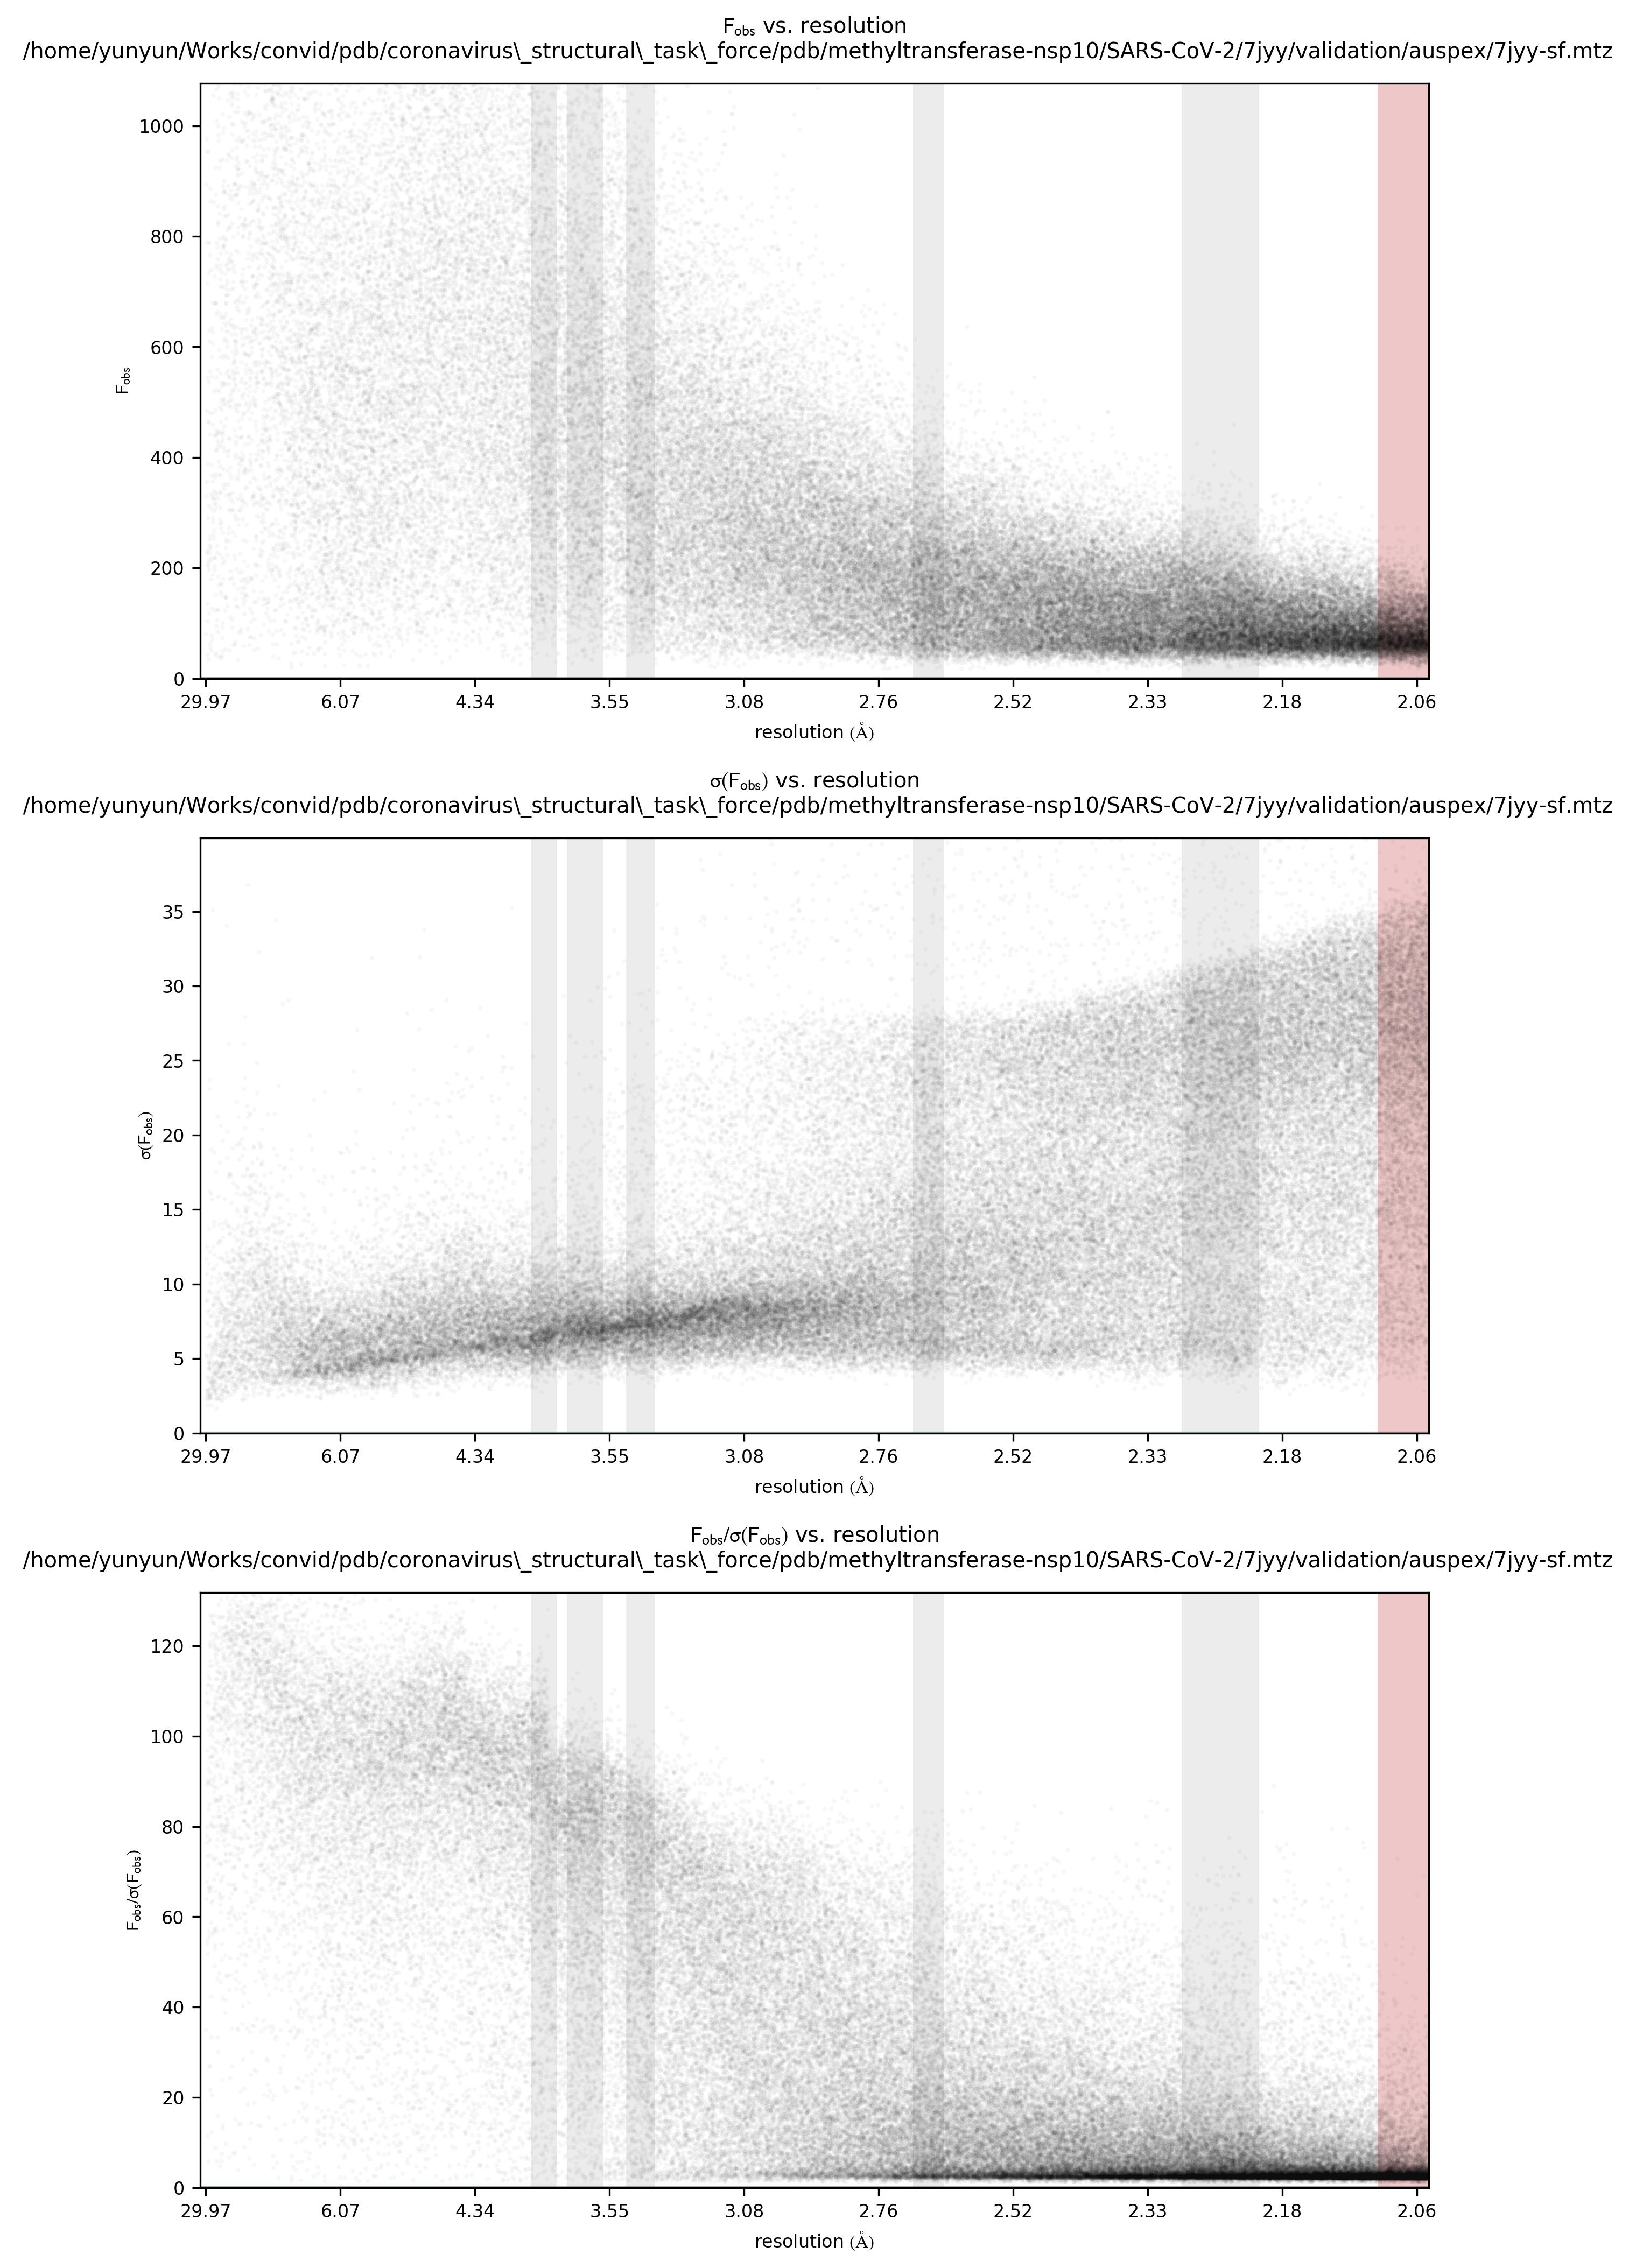 F_obs vs. resolution
/home/yunyun/Works/convid/pdb/coronavirus\_structural\_task\_force/pdb/methyltransferase-nsp10/SARS-CoV-2/7jyy/validation/auspex/7jyy-sf.mtz
1000
800
600
400
200
0
F_obs
29.97 6.07 4.34 3.55 3.08 2.76 2.52 2.33 2.18 2.06
resolution (Å)
σ(F_obs) vs. resolution
/home/yunyun/Works/convid/pdb/coronavirus\_structural\_task\_force/pdb/methyltransferase-nsp10/SARS-CoV-2/7jyy/validation/auspex/7jyy-sf.mtz
35
30
25
20
15
10
5
0
σ(F_obs)
29.97 6.07 4.34 3.55 3.08 2.76 2.52 2.33 2.18 2.06
resolution (Å)
F_obs/σ(F_obs) vs. resolution
/home/yunyun/Works/convid/pdb/coronavirus\_structural\_task\_force/pdb/methyltransferase-nsp10/SARS-CoV-2/7jyy/validation/auspex/7jyy-sf.mtz
120
100
80
60
40
20
0
F_obs/σ(F_obs)
29.97 6.07 4.34 3.55 3.08 2.76 2.52 2.33 2.18 2.06
resolution (Å)